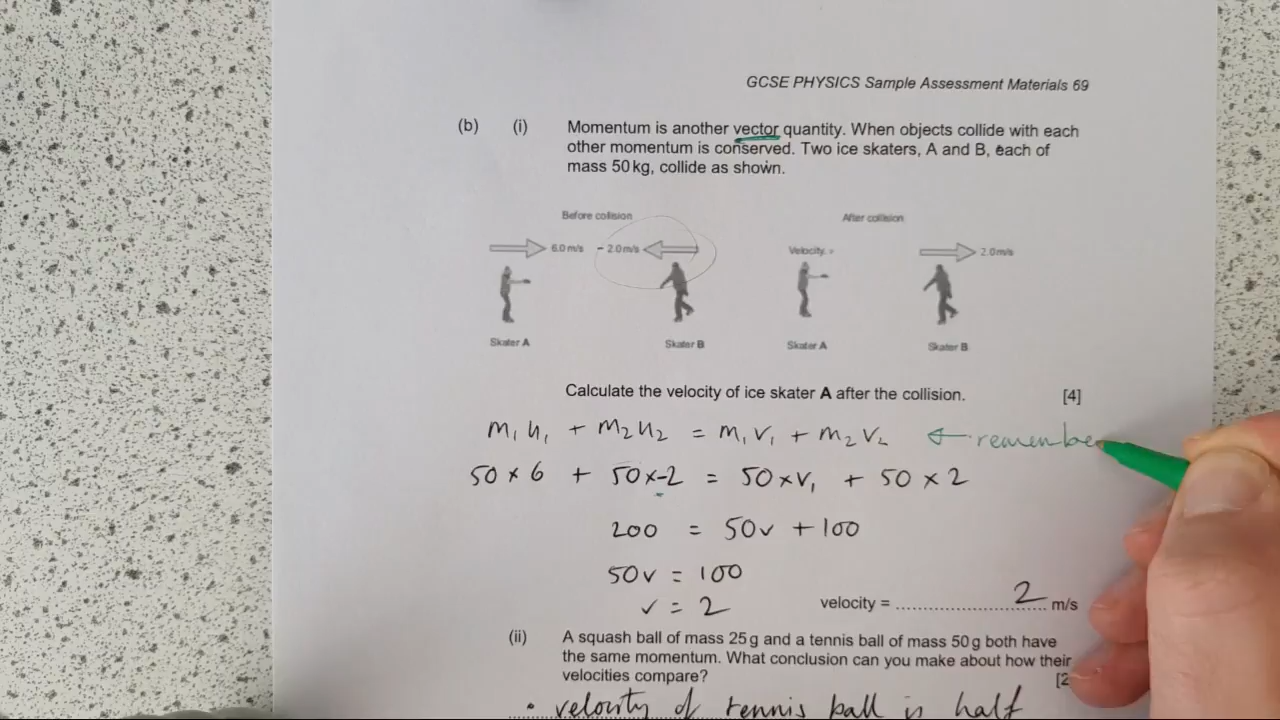 GCSE PHYSICS Sample Assessment Materials 69
(b) (i) Momentum is another vector quantity. When objects collide with each
other momentum is conserved. Two ice skaters, A and B, each of
mass 50 kg, collide as shown.
Before collision After collision
6.0 m/s - 2.0 m/s Velocity = 2.0 m/s
Skater A Skater B Skater A Skater B
Calculate the velocity of ice skater A after the collision. [4]
m₁u₁ + m₂u₂ = m₁v₁ + m₂v₂ ← remembe
50 × 6 + 50 × -2 = 50 × v₁ + 50 × 2
200 = 50v + 100
50v = 100
v = 2
velocity = ........................ 2 m/s
(ii) A squash ball of mass 25 g and a tennis ball of mass 50 g both have
the same momentum. What conclusion can you make about how their
velocities compare? [2
• velocity of tennis ball is half